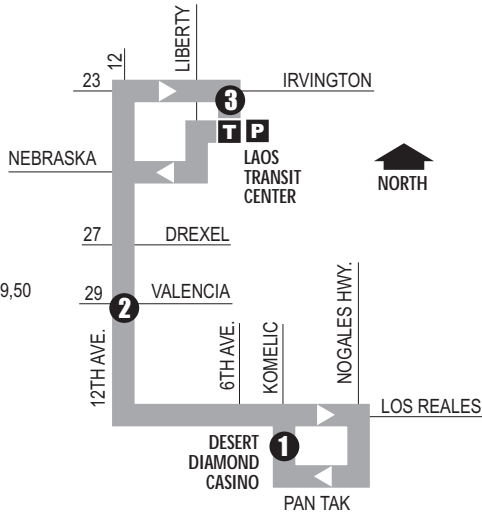 LIBERTY
12
23
IRVINGTON
3
T P
NEBRASKA
LAOS
TRANSIT
CENTER
NORTH
27
DREXEL
9,50
29
VALENCIA
2
12TH AVE.
6TH AVE.
KOMELIC
NOGALES HWY.
LOS REALES
DESERT
DIAMOND
CASINO
1
PAN TAK